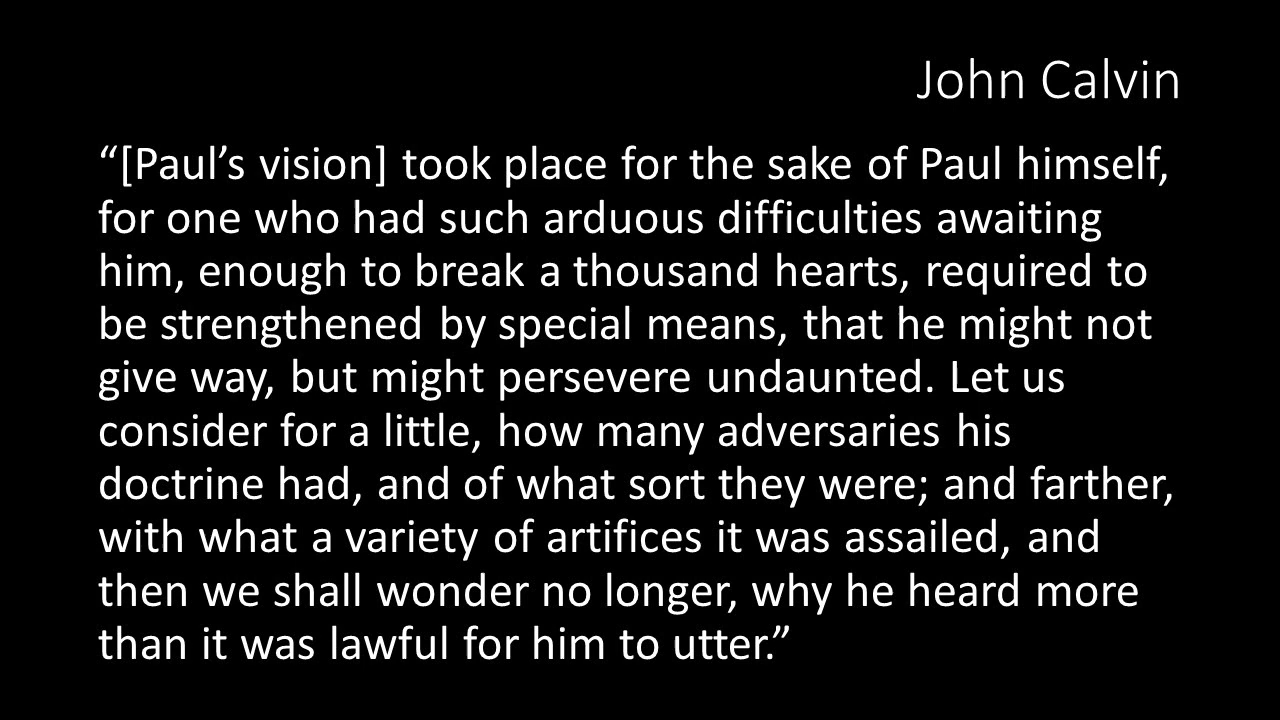 John Calvin
“[Paul’s vision] took place for the sake of Paul himself,
for one who had such arduous difficulties awaiting
him, enough to break a thousand hearts, required to
be strengthened by special means, that he might not
give way, but might persevere undaunted. Let us
consider for a little, how many adversaries his
doctrine had, and of what sort they were; and farther,
with what a variety of artifices it was assailed, and
then we shall wonder no longer, why he heard more
than it was lawful for him to utter.”